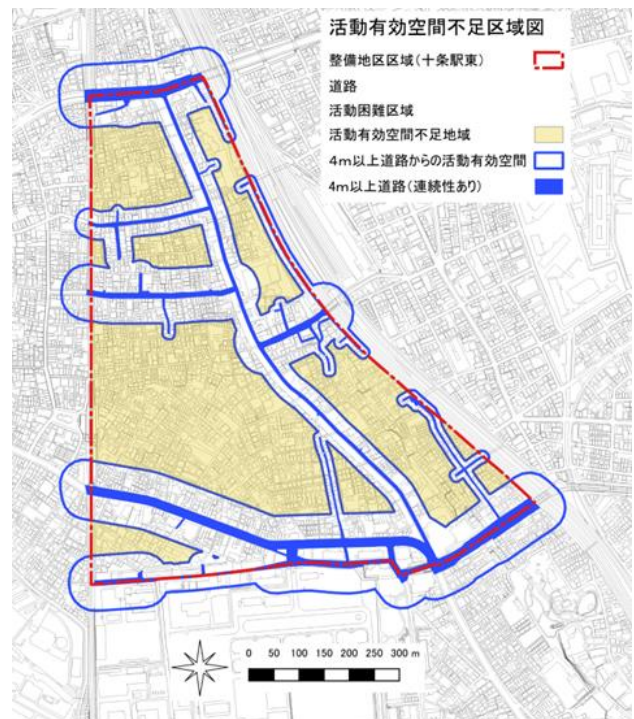 活動有効空間不足区域図
整備地区区域(十条駅東)
道路
活動困難区域
活動有効空間不足地域
4m以上道路からの活動有効空間
4m以上道路(連続性あり)
0 50 100 150 200 250 300 m